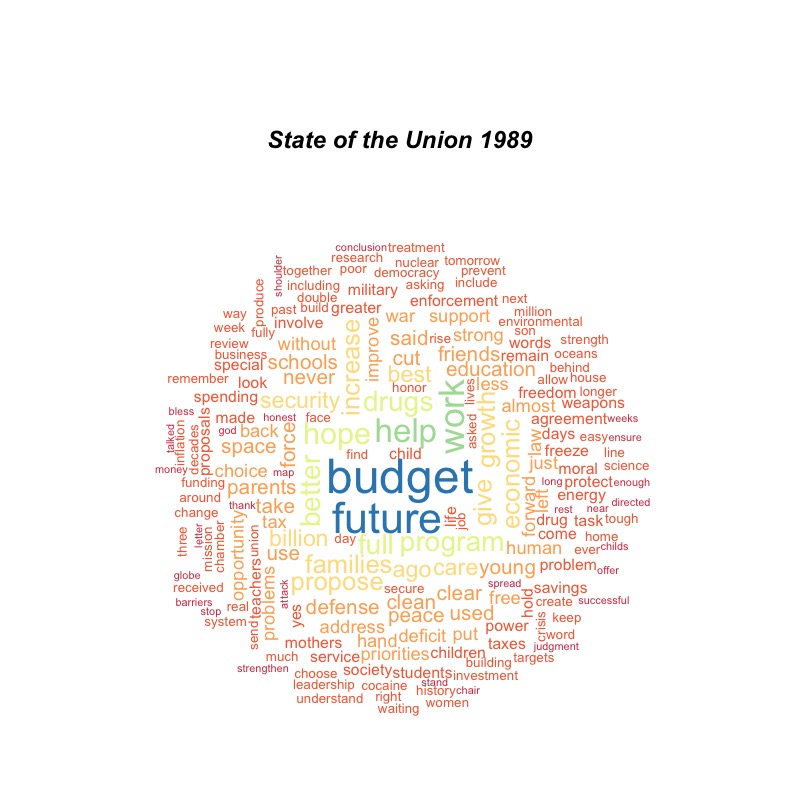 State of the Union 1989
conclusion treatment
research nuclear tomorrow
shoulder together poor democracy prevent
produce including military asking include
double
past build greater enforcement next
way involve increase improve war support million
week fully said rise strong son environmental
review without cut friends words strength
business schools remain oceans
special best education behind
remember look never honor less allow house
spending security drugs work lives freedom longer
bless made honest face growth almost weapons
talked inflation decades proposals god back hope help asked agreement weeks
space force economic law days easy ensure
find child freeze line
money choice map better budget just moral science
funding parents long protect enough
around thank take future life job give forward left energy rest near directed
change tax drug task tough
three letter mission chamber opportunity union billion day full program come home
use human ever childs
globe families ago care young problem offer
received teachers problems attack propose secure spread hold savings
barriers stop real yes defense clean clear free create successful
system send peace used crisis keep
address power word
mothers hand deficit put taxes judgment
much service priorities children building targets
strengthen choose society students investment
leadership cocaine stand history chair
understand right women
waiting